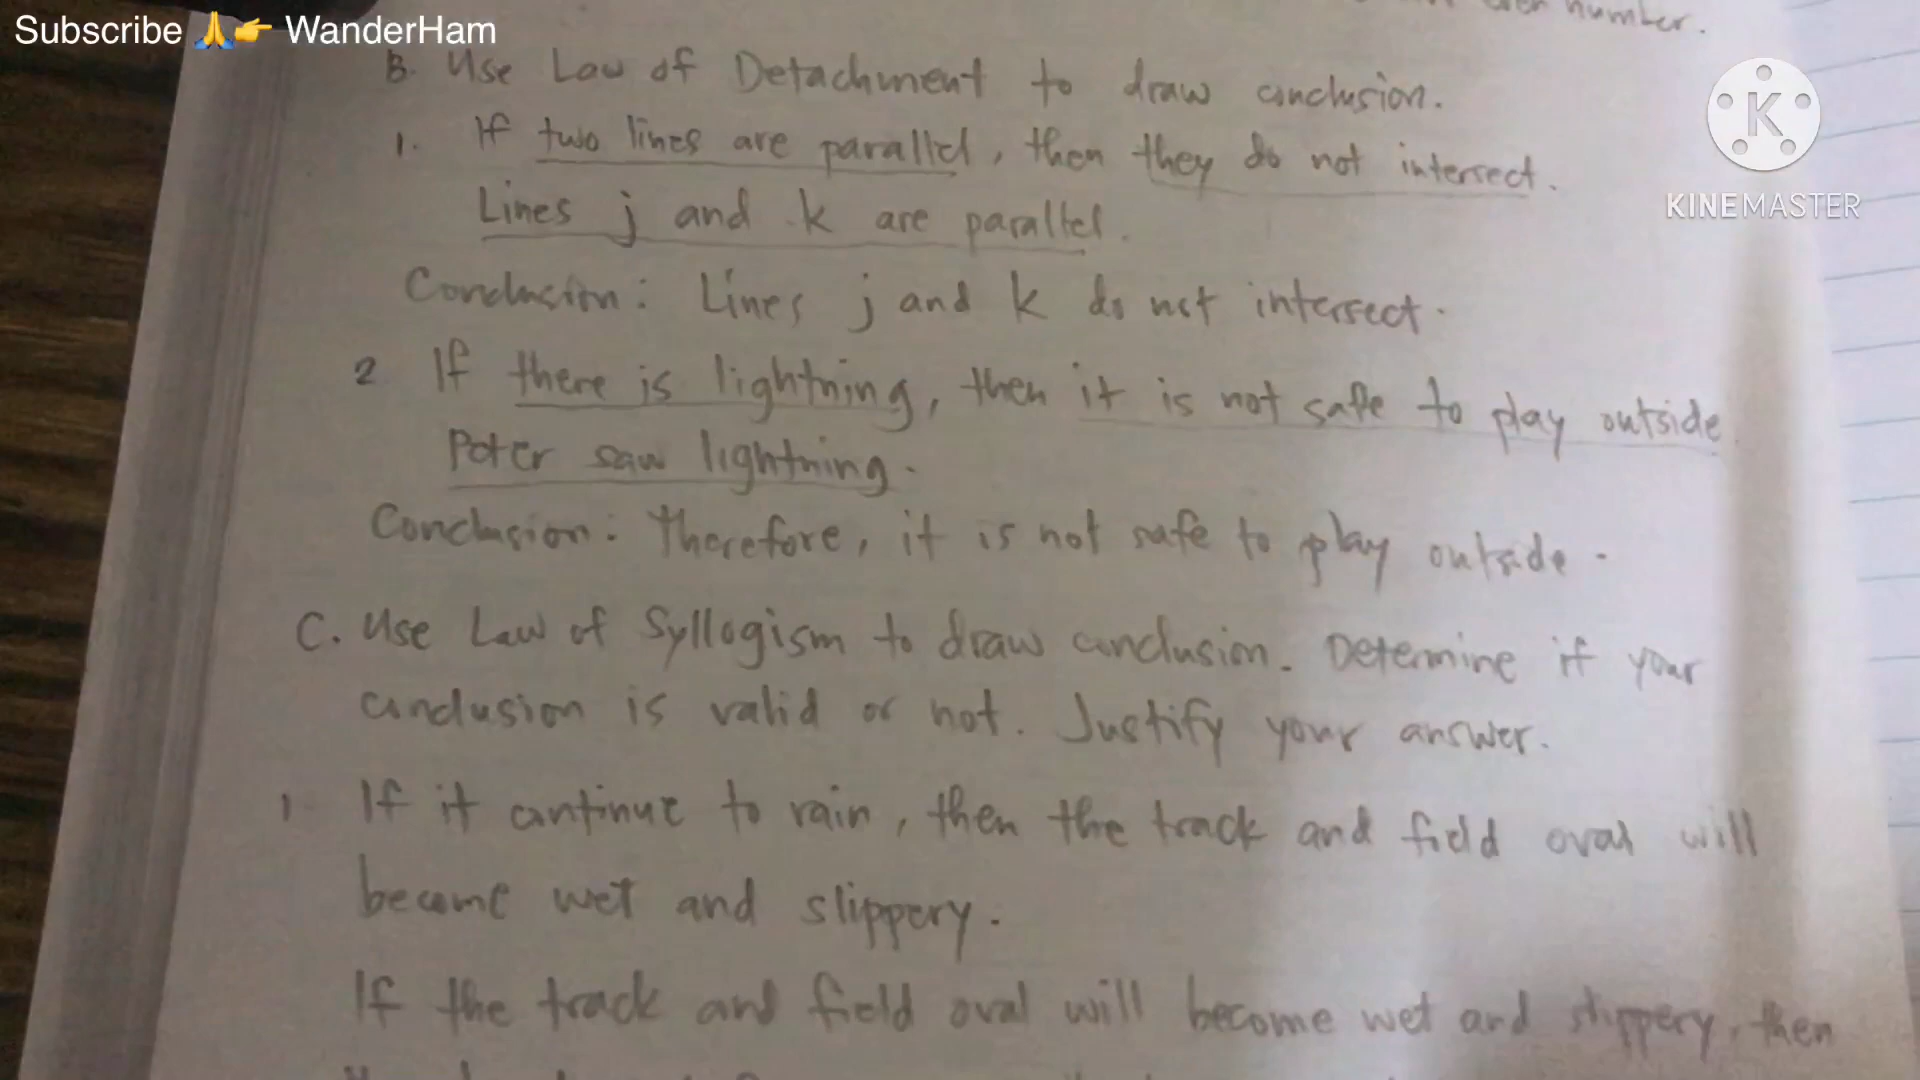 Subscribe 🙏👉 WanderHam
number.
B. Use Law of Detachment to draw conclusion.
1. If two lines are parallel, then they do not intersect.
Lines j and k are parallel.
Conclusion: Lines j and k do not intersect.
2 If there is lightning, then it is not safe to play outside.
Peter saw lightning.
Conclusion: Therefore, it is not safe to play outside.
C. Use Law of Syllogism to draw conclusion. Determine if your
conclusion is valid or not. Justify your answer.
1 If it continue to rain, then the track and field oval will
become wet and slippery.
If the track and field oval will become wet and slippery, then
K
KINEMASTER